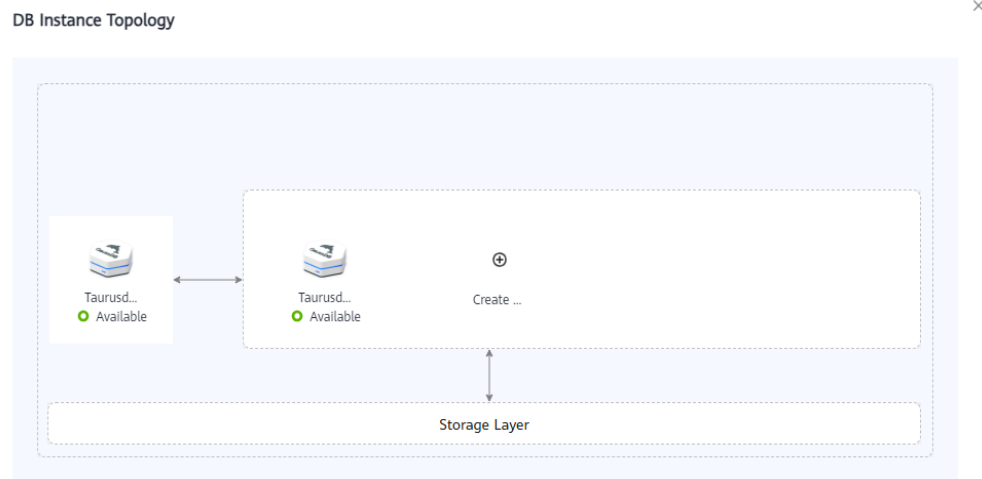 DB Instance Topology
Taurusd...
Available
Taurusd...
Available
Create ...
Storage Layer